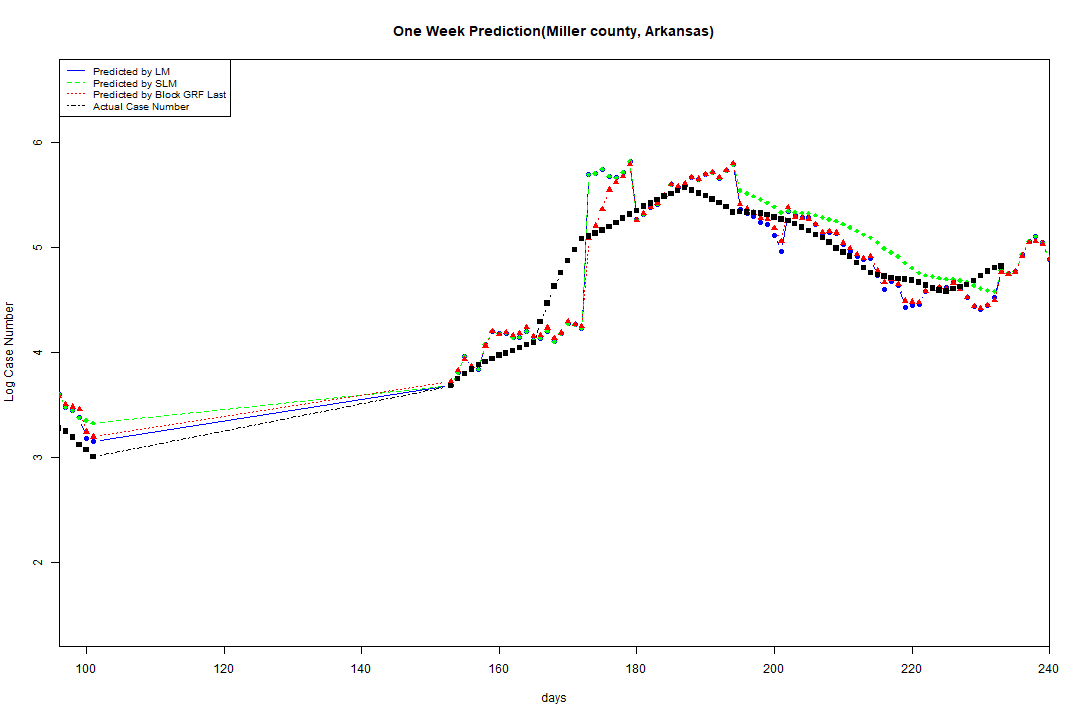 One Week Prediction(Miller county, Arkansas)
Predicted by LM
Predicted by SLM
Predicted by Block GRF Last
Actual Case Number
Log Case Number
6
5
4
3
2
100 120 140 160 180 200 220 240
days